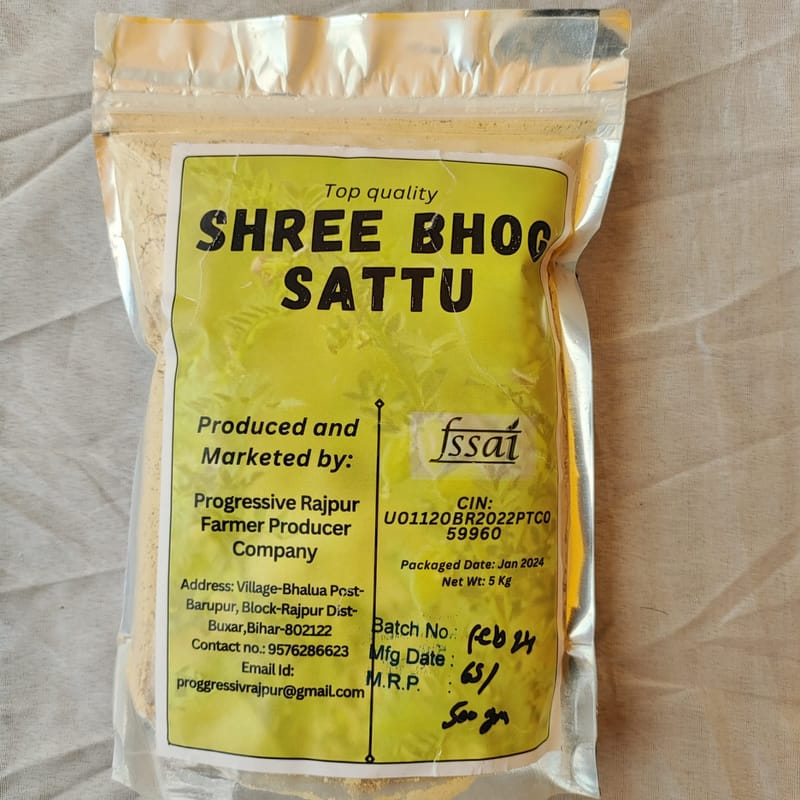 Top quality
SHREE BHOG
SATTU
Produced and
Marketed by:
Progressive Rajpur
Farmer Producer
Company
Address: Village-Bhalua Post-
Barupur, Block-Rajpur Dist-
Buxar,Bihar-802122
Contact no.: 9576286623
Email Id:
proggressivrajpur@gmail.com
fssai
CIN:
U01120BR2022PTC0
59960
Packaged Date: Jan 2024
Net Wt: 5 Kg
Batch No.:
Mfg Date : Feb 24
M.R.P. : 65/
500 gm